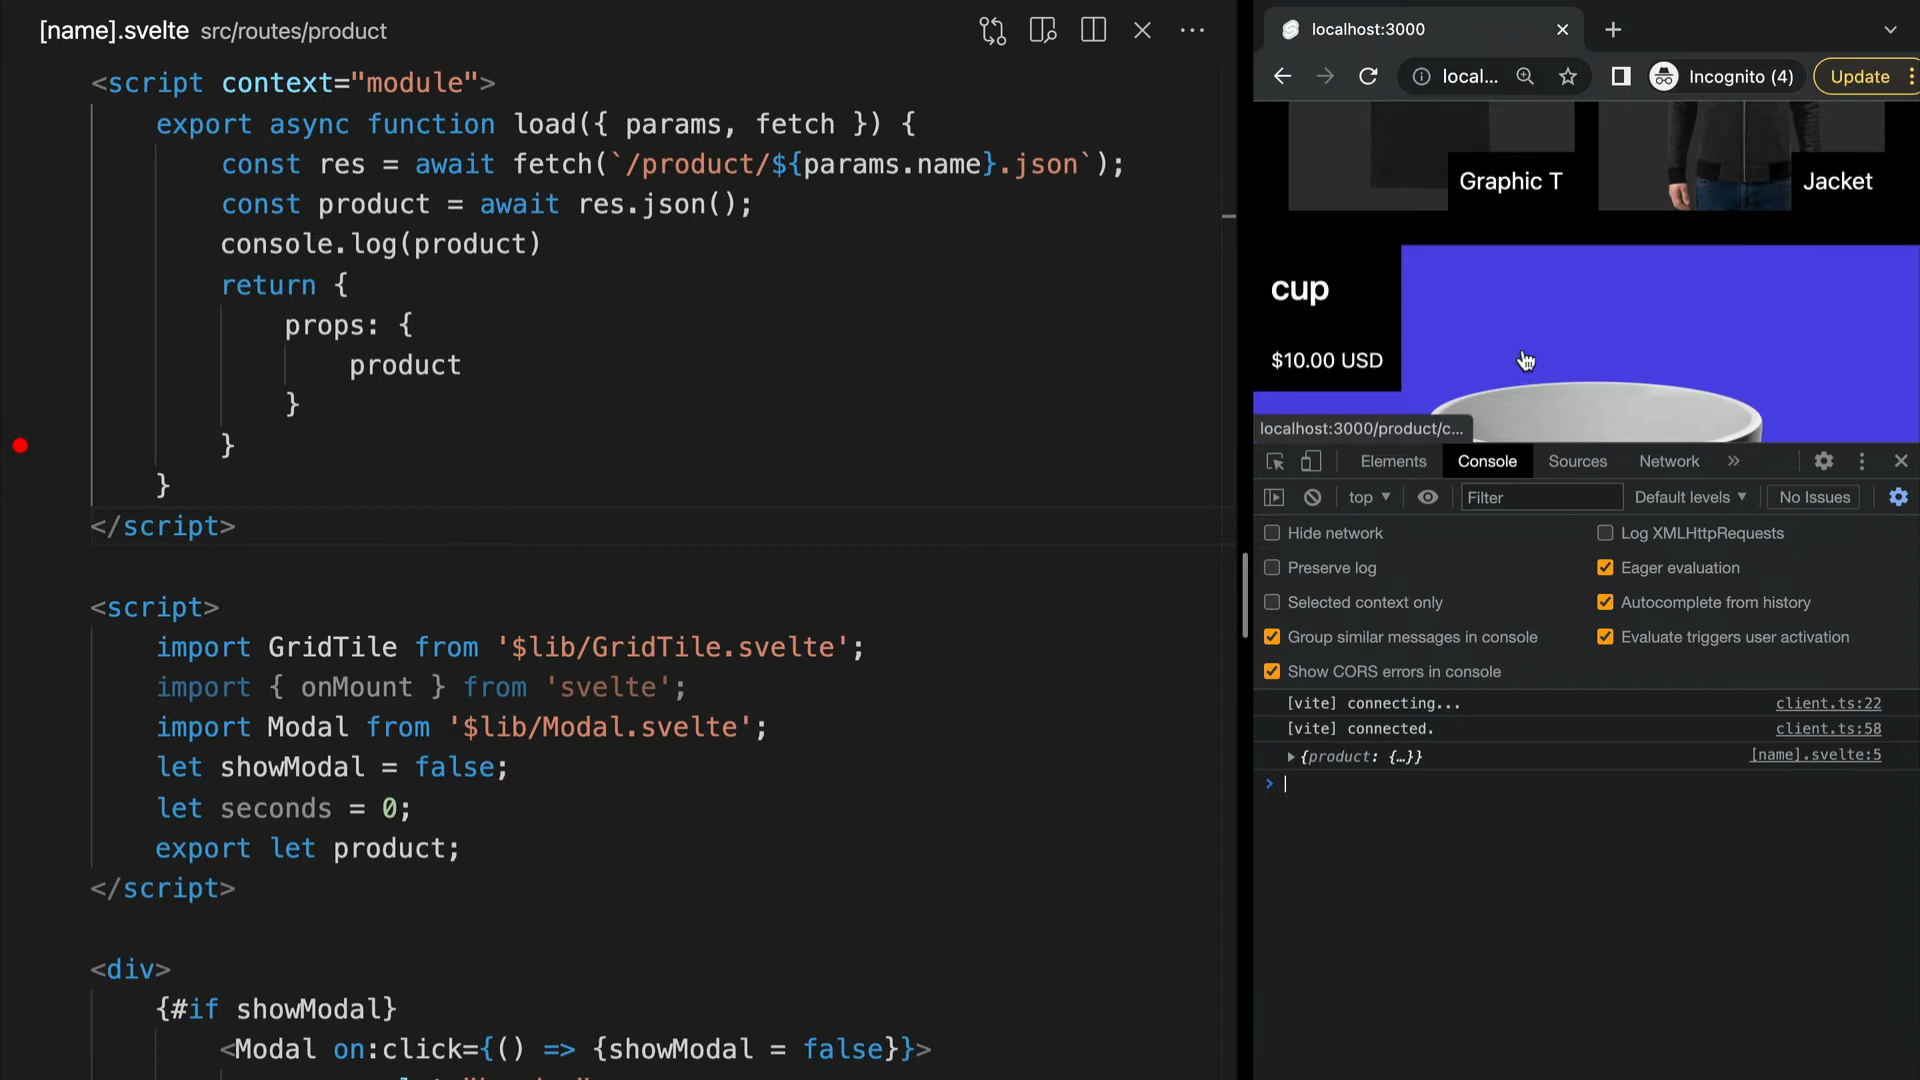 [name].svelte src/routes/product
<script context="module">
export async function load({ params, fetch }) {
const res = await fetch(`/product/${params.name}.json`);
const product = await res.json();
console.log(product)
return {
props: {
product
}
}
}
</script>
<script>
import GridTile from '$lib/GridTile.svelte';
import { onMount } from 'svelte';
import Modal from '$lib/Modal.svelte';
let showModal = false;
let seconds = 0;
export let product;
</script>
<div>
{#if showModal}
<Modal on:click={() => {showModal = false}}>
localhost:3000
local...
Incognito (4)
Update
Graphic T
Jacket
cup
$10.00 USD
localhost:3000/product/c...
Elements Console Sources Network
top Filter Default levels No Issues
Hide network
Log XMLHttpRequests
Preserve log
Eager evaluation
Selected context only
Autocomplete from history
Group similar messages in console
Evaluate triggers user activation
Show CORS errors in console
[vite] connecting... client.ts:22
[vite] connected. client.ts:58
{product: {…}} [name].svelte:5